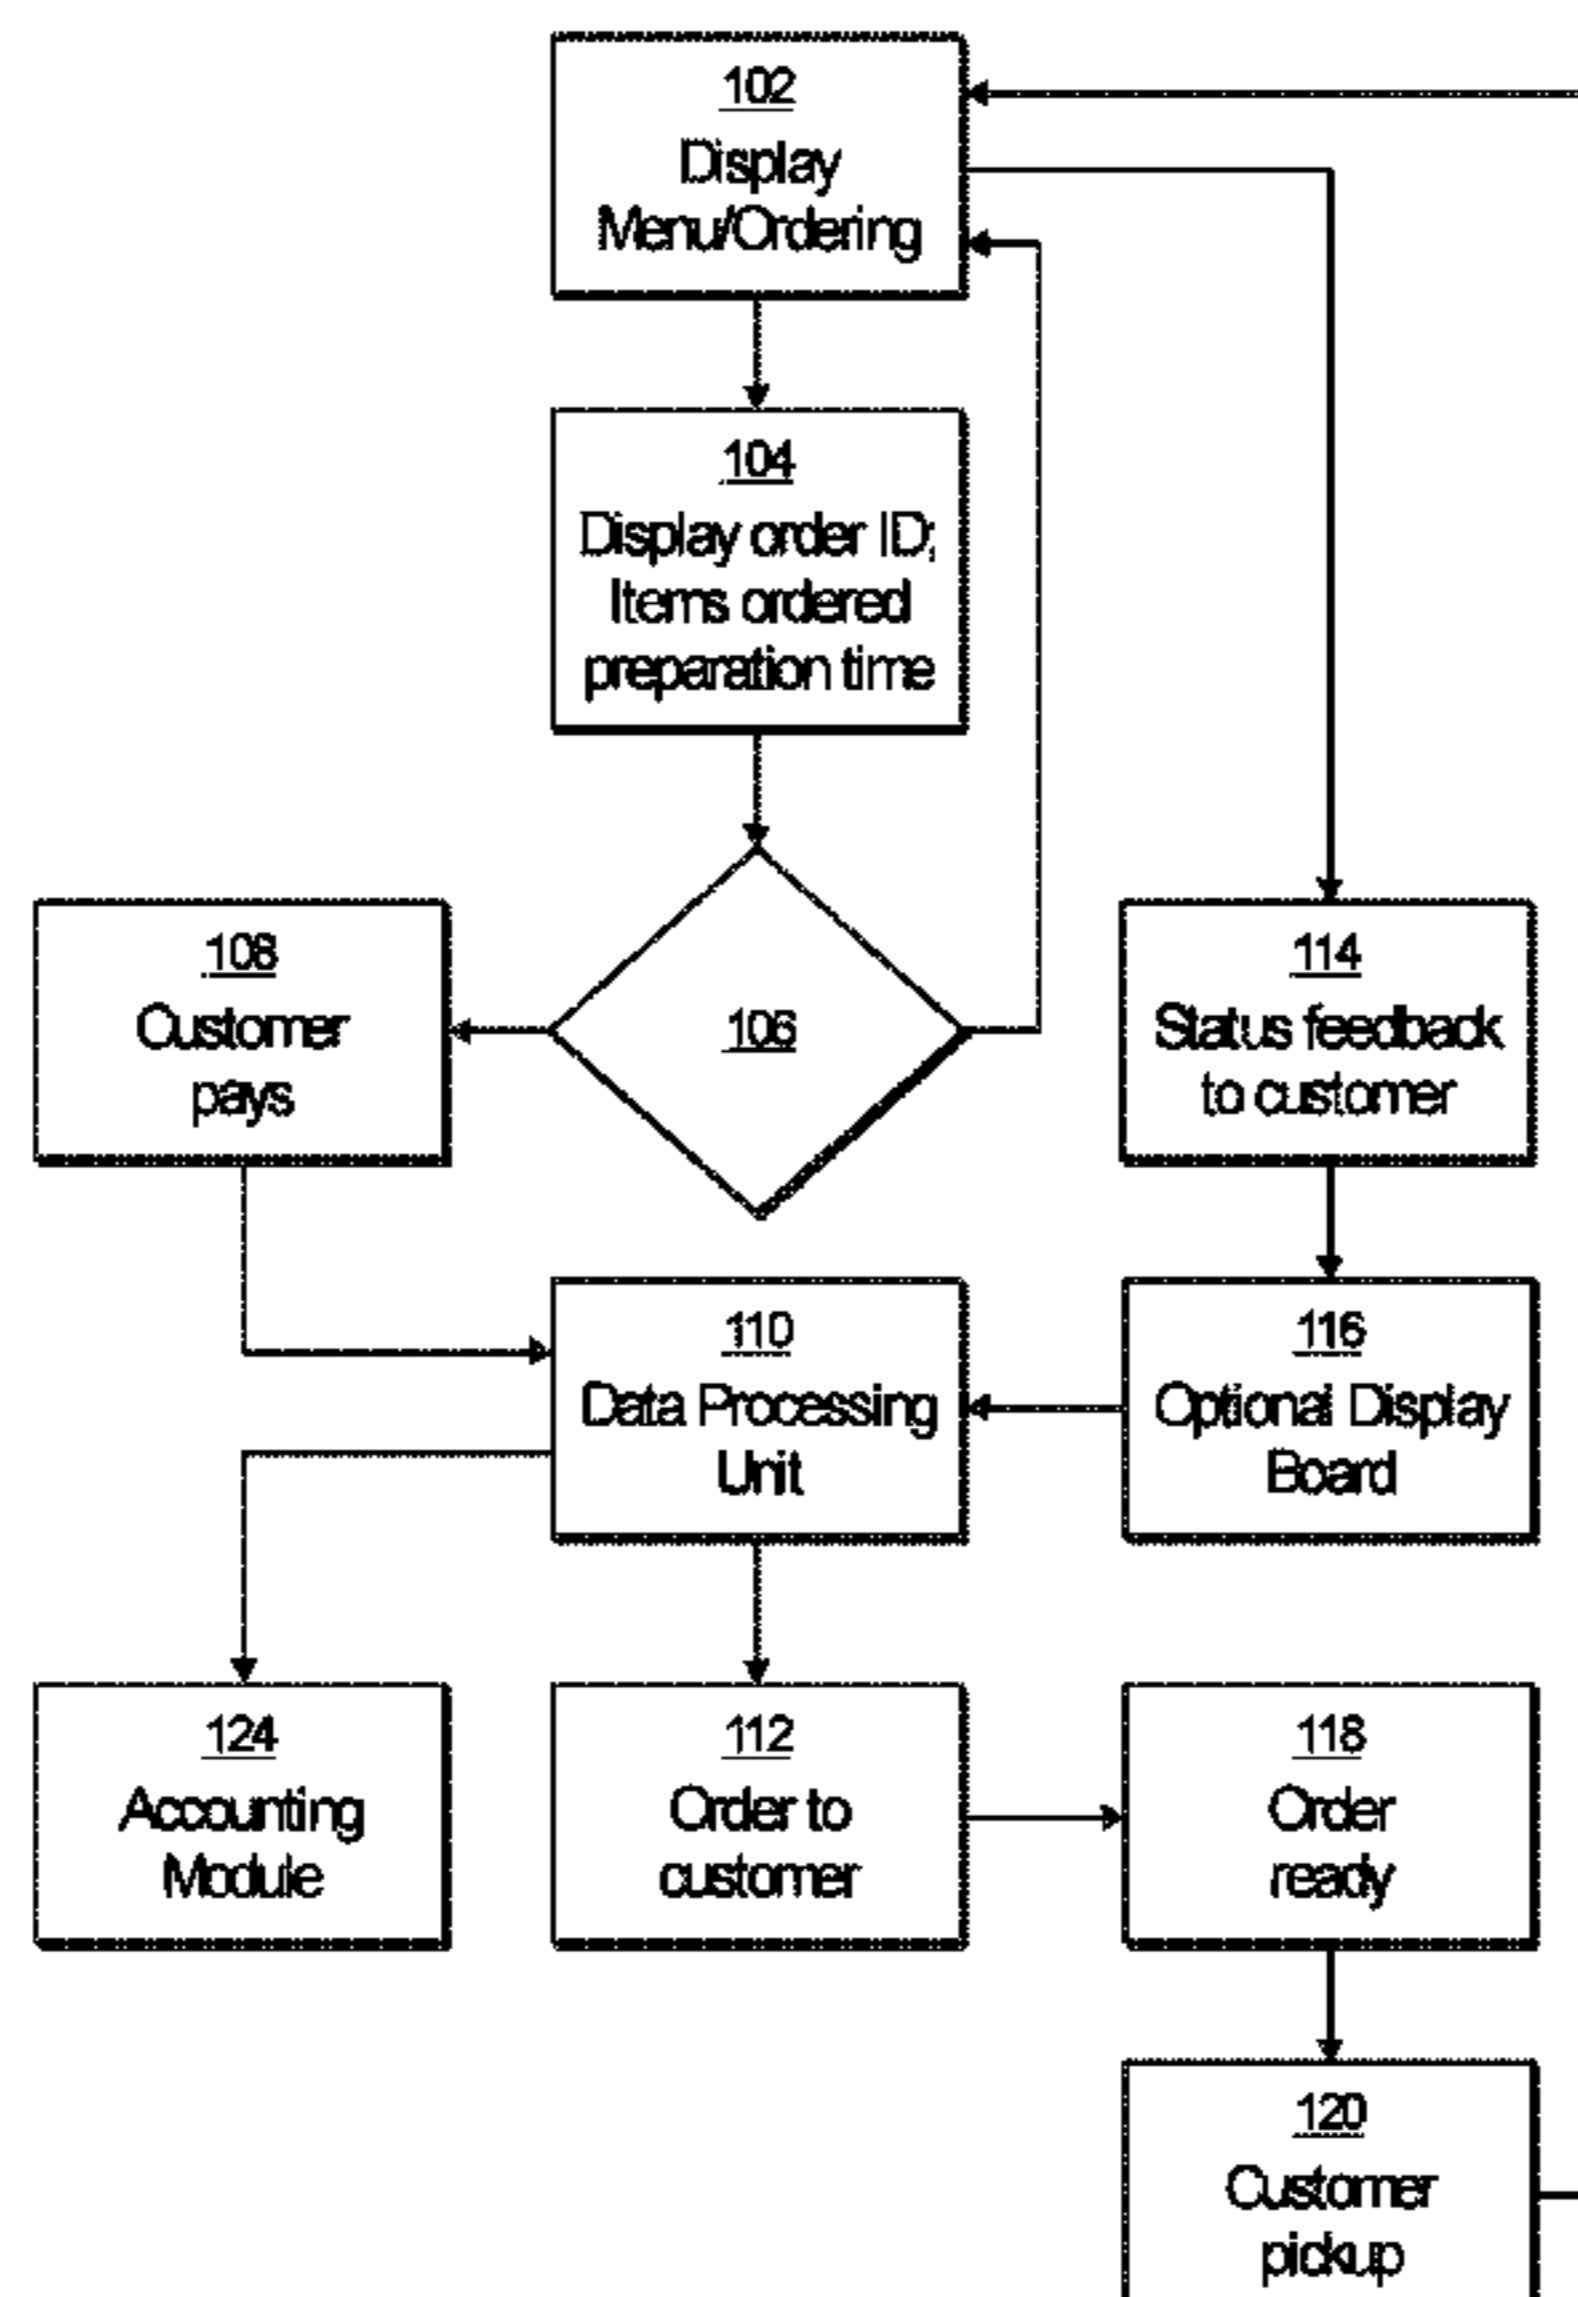 102
Display
Menu/Ordering
104
Display order ID;
Items ordered
preparation time
108
Customer
pays
106
114
Status feedback
to customer
110
Data Processing
Unit
116
Optional Display
Board
124
Accounting
Module
112
Order to
customer
118
Order
ready
120
Customer
pickup